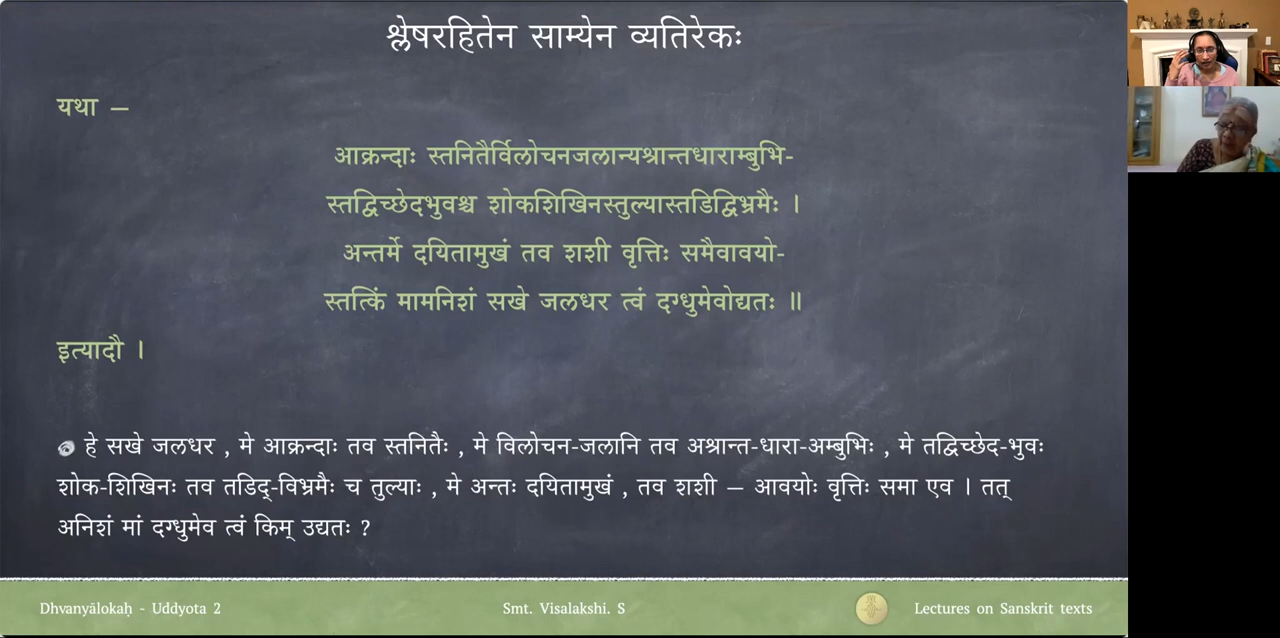 श्लेषरहितेन साम्येन व्यतिरेकः
यथा –
आक्रन्दाः स्तनितैर्विलोचनजलान्यश्रान्तधाराम्बुभि-
स्तद्विच्छेदभुवश्च शोकशिखिनस्तुल्यास्तडिद्विभ्रमैः ।
अन्तर्मे दयितामुखं तव शशी वृत्तिः समैवावयो-
स्तत्किं मामनिशं सखे जलधर त्वं दग्धुमेवोद्यतः ॥
इत्यादौ ।
हे सखे जलधर , मे आक्रन्दाः तव स्तनितैः , मे विलोचन-जलानि तव अश्रान्त-धारा-अम्बुभिः , मे तद्विच्छेद-भुवः
शोक-शिखिनः तव तडिद्-विभ्रमैः च तुल्याः , मे अन्तः दयितामुखं , तव शशी – आवयोः वृत्तिः समा एव । तत्
अनिशं मां दग्धुमेव त्वं किम् उद्यतः ?
Dhvanyālokaḥ - Uddyota 2
Smt. Visalakshi. S
Lectures on Sanskrit texts